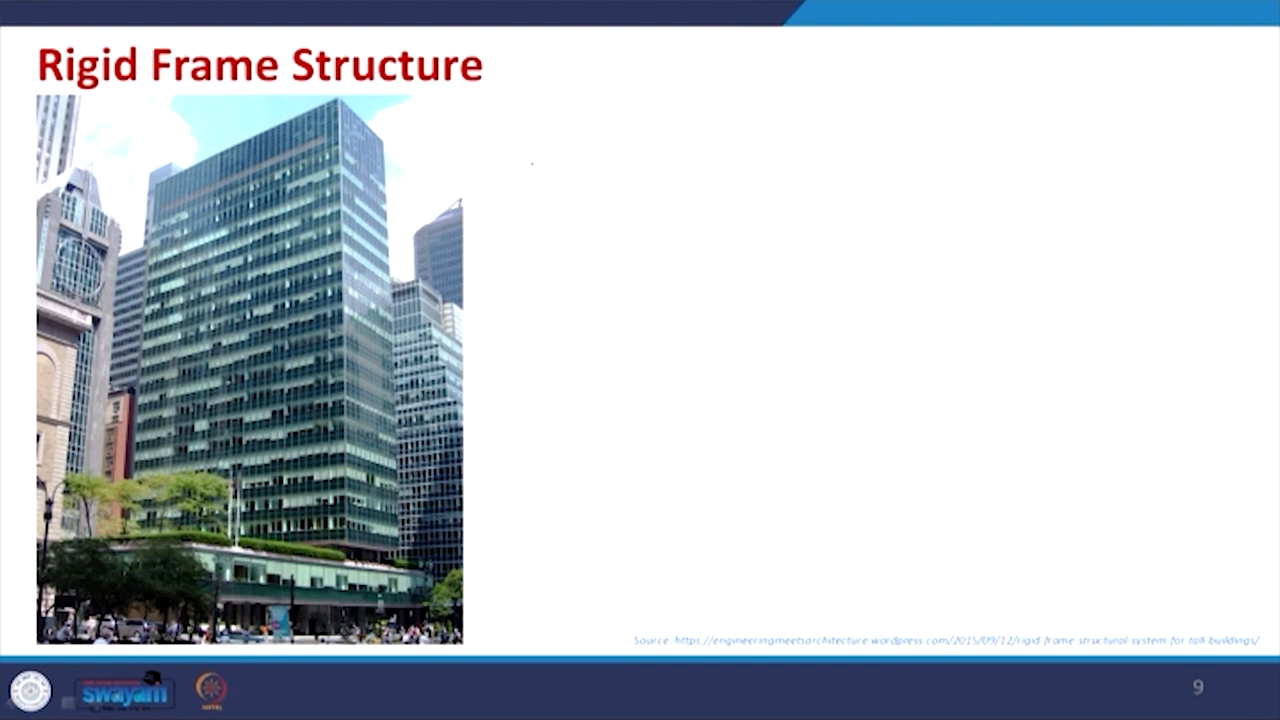 Rigid Frame Structure
Source: https://engineeringmeetsarchitecture.wordpress.com/2015/09/12/rigid-frame-structural-system-for-tall-buildings/
swayam
9